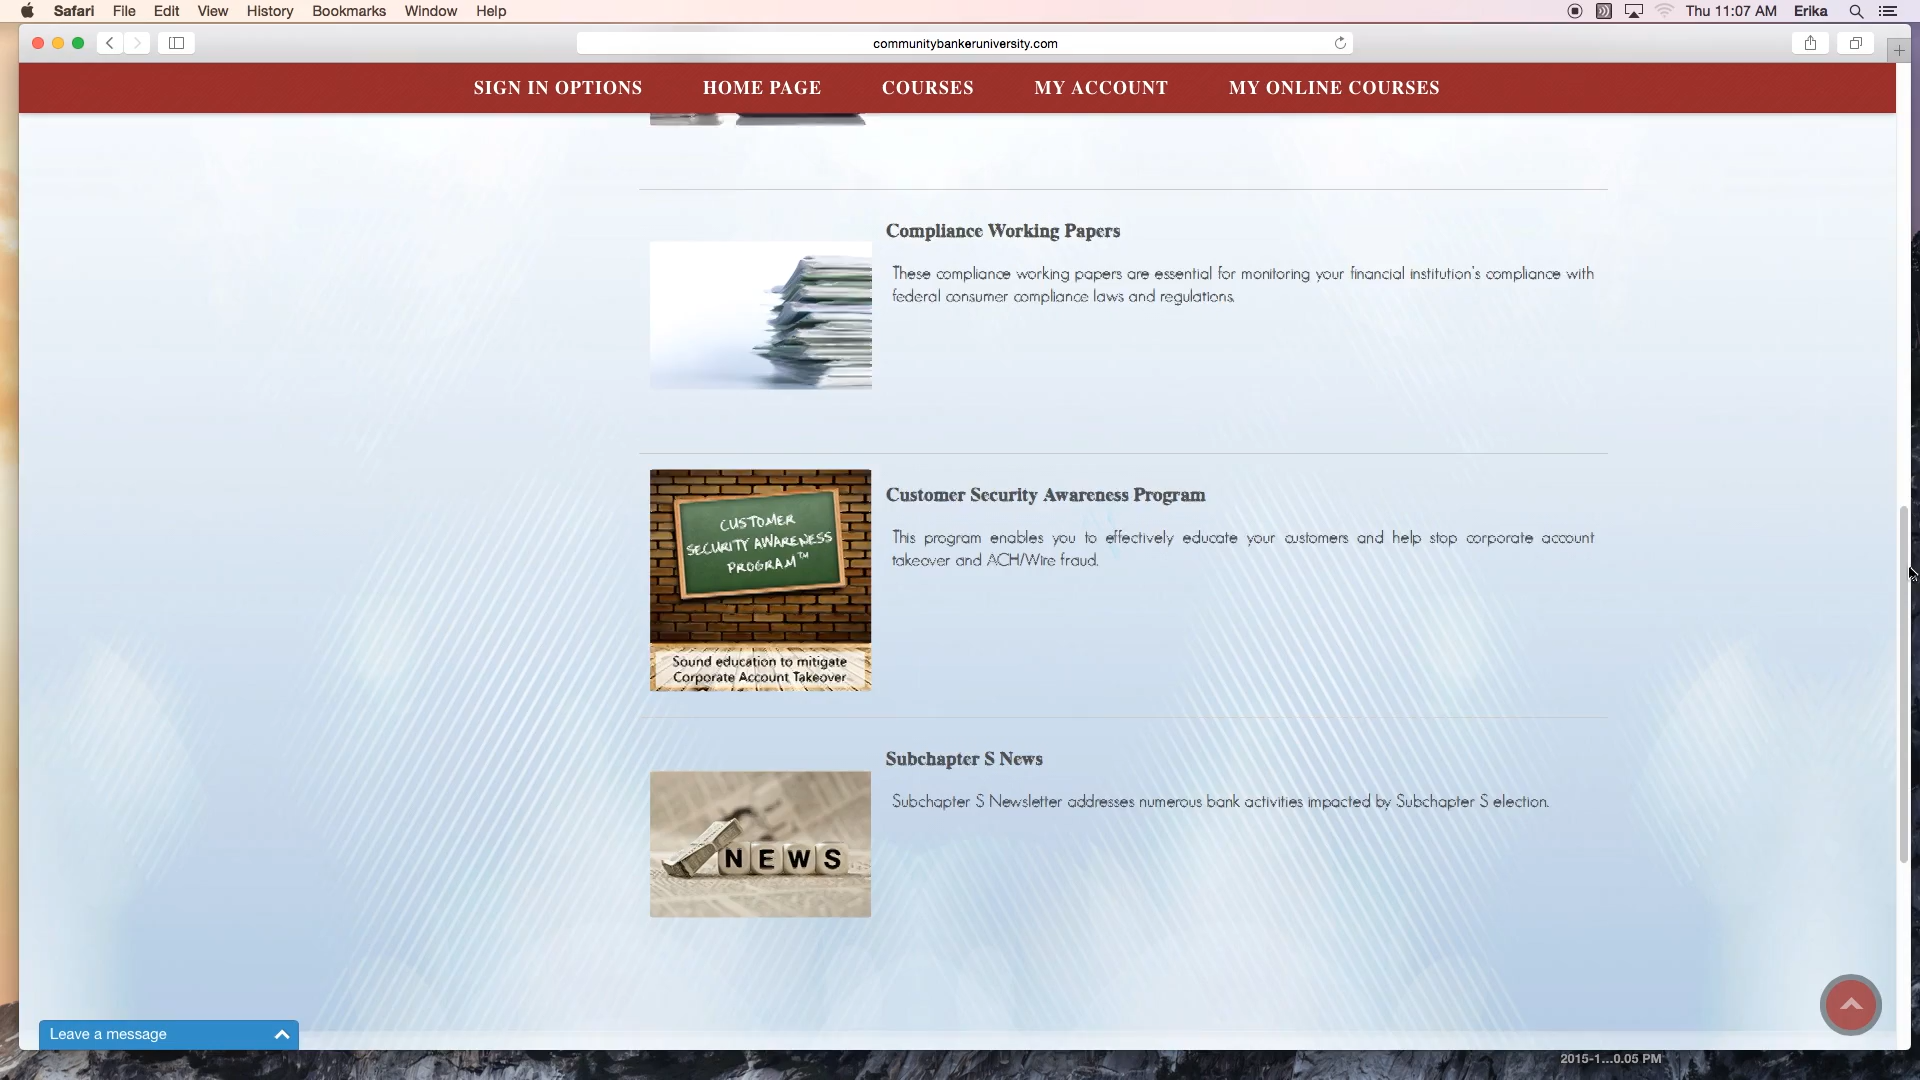 Safari File Edit View History Bookmarks Window Help
Thu 11:07 AM Erika
communitybankeruniversity.com
SIGN IN OPTIONS HOME PAGE COURSES MY ACCOUNT MY ONLINE COURSES
Compliance Working Papers
These compliance working papers are essential for monitoring your financial institution's compliance with
federal consumer compliance laws and regulations.
CUSTOMER
SECURITY AWARENESS
PROGRAM™
Sound education to mitigate
Corporate Account Takeover
Customer Security Awareness Program
This program enables you to effectively educate your customers and help stop corporate account
takeover and ACH/Wire fraud.
NEWS
Subchapter S News
Subchapter S Newsletter addresses numerous bank activities impacted by Subchapter S election.
Leave a message
2015-1...0.05 PM